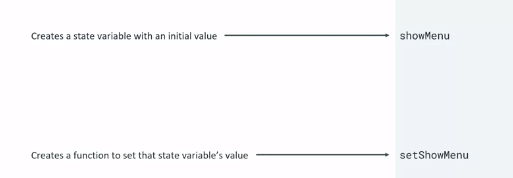 Creates a state variable with an initial value showMenu
Creates a function to set that state variable's value setShowMenu